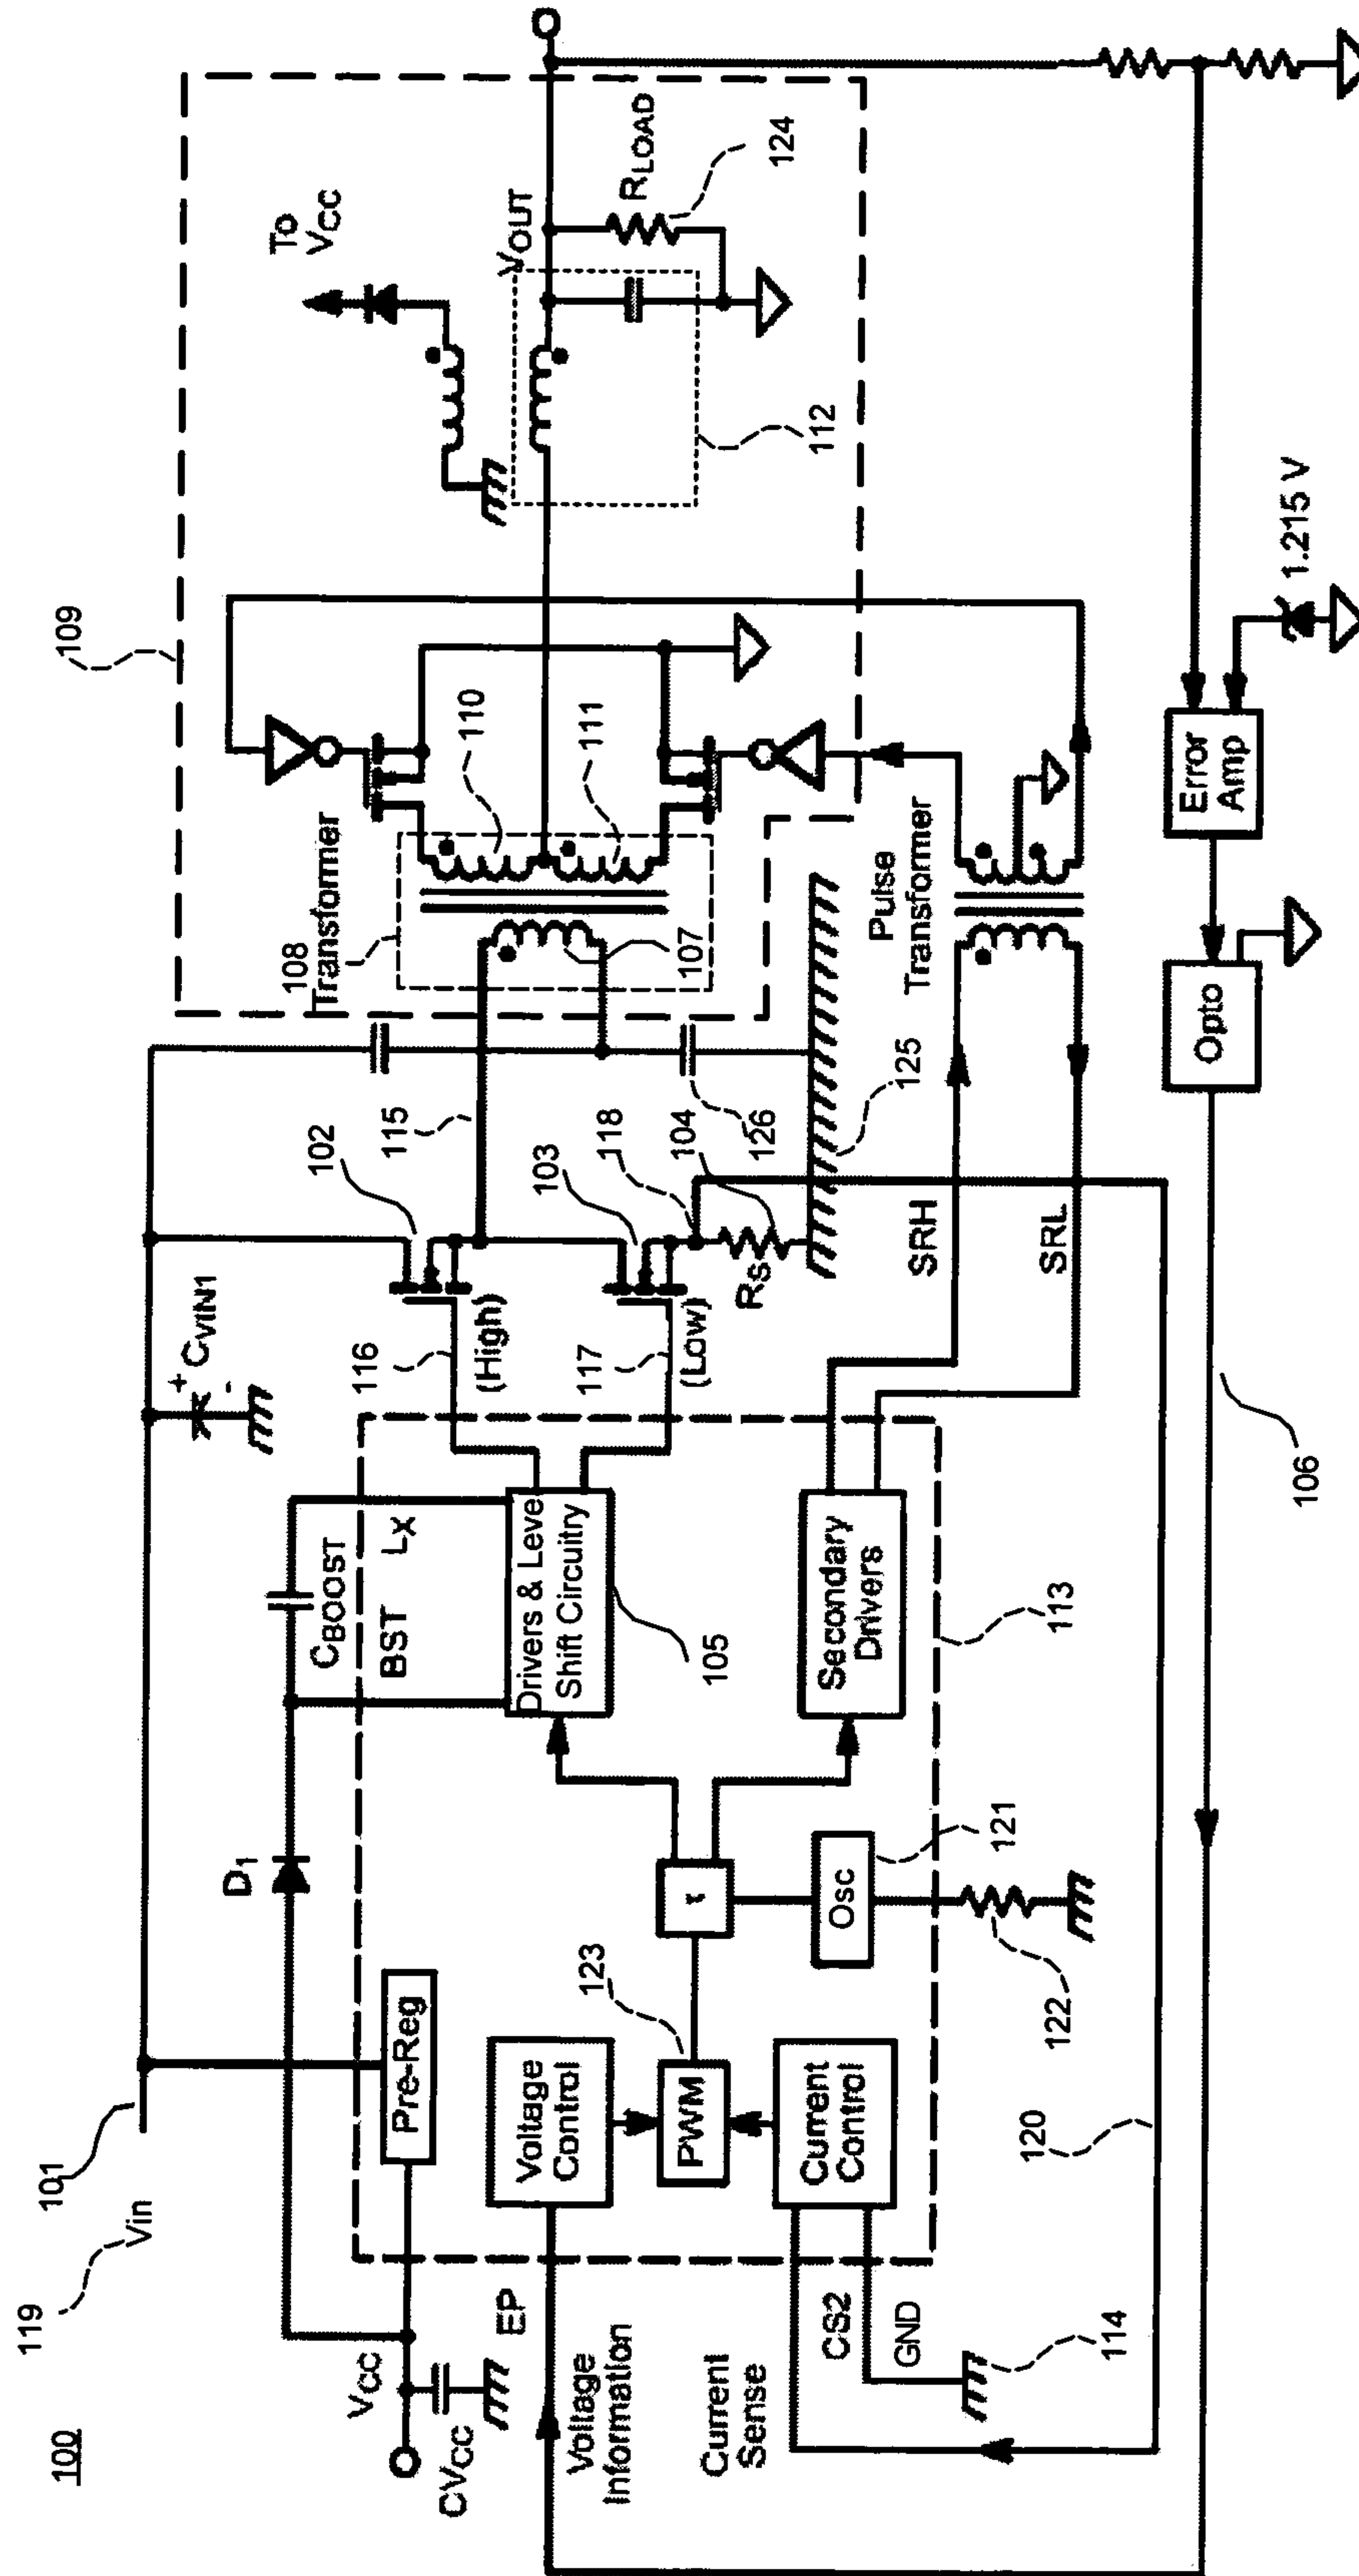 100
119
Vin
101
109
VCC
CVCC
D1
CBOOST
BST
LX
+
CVIN1
-
102
115
108
Transformer
110
111
107
To
VCC
VOUT
RLOAD
124
112
Pre-Reg
EP
Voltage
Information
Voltage
Control
123
PWM
τ
Drivers & Leve
Shift Circuitry
105
116
(High)
117
(Low)
103
118
104
RS
126
125
Current
Sense
CS2
GND
114
Current
Control
Osc
121
122
Secondary
Drivers
113
SRH
SRL
Pulse
Transformer
120
106
Opto
Error
Amp
1.215 V